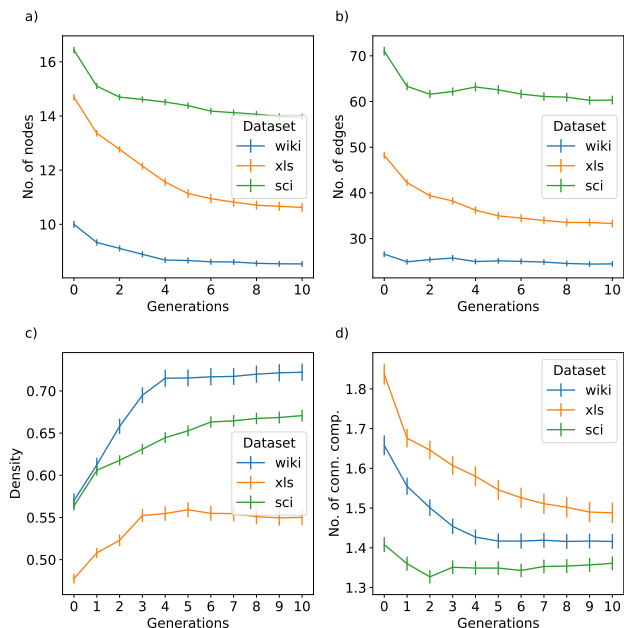 a)
No. of nodes
16
14
12
10
0
2
4
6
8
10
Generations
Dataset
wiki
xls
sci
b)
No. of edges
70
60
50
40
30
0
2
4
6
8
10
Generations
Dataset
wiki
xls
sci
c)
Density
0.70
0.65
0.60
0.55
0.50
0 1 2 3 4 5 6 7 8 9 10
Generations
Dataset
wiki
xls
sci
d)
No. of conn. comp.
1.8
1.7
1.6
1.5
1.4
1.3
0 1 2 3 4 5 6 7 8 9 10
Generations
Dataset
wiki
xls
sci